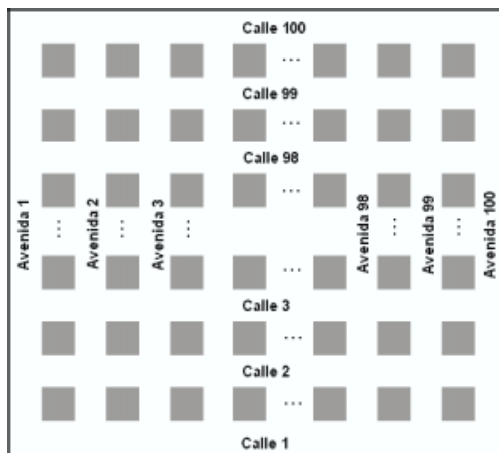 Calle 100
Calle 99
Calle 98
Avenida 1
Avenida 2
Avenida 3
Avenida 98
Avenida 99
Avenida 100
Calle 3
Calle 2
Calle 1